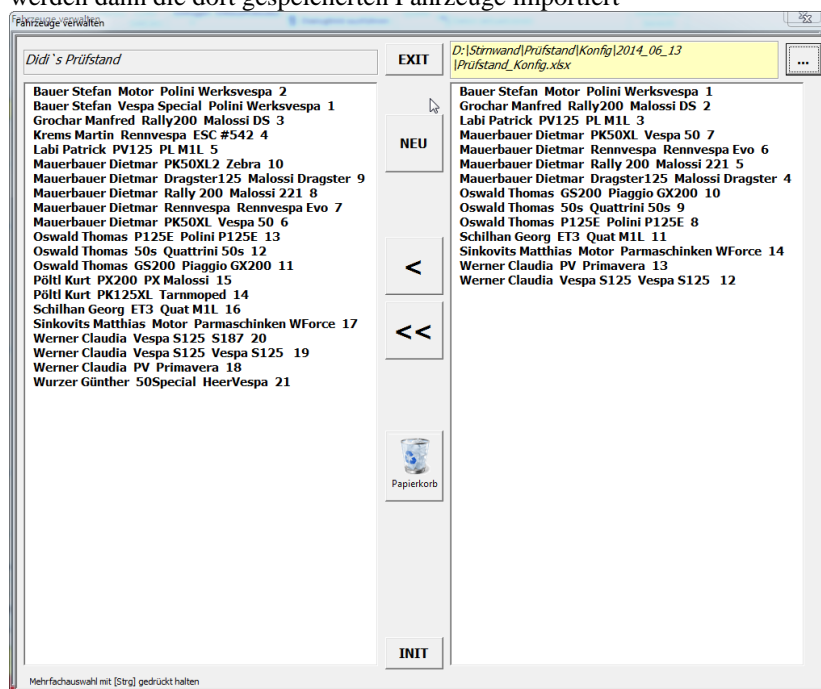 werden dann die dort gespeicherten Fahrzeuge importiert
Fahrzeuge verwalten
Didi`s Prüfstand
EXIT
D:\Stirnwand\Prüfstand\Konfig\2014_06_13
\Prüfstand_Konfig.xlsx
...
Bauer Stefan Motor Polini Werksvespa 2
Bauer Stefan Vespa Special Polini Werksvespa 1
Grochar Manfred Rally200 Malossi DS 3
Krems Martin Rennvespa ESC #542 4
Labi Patrick PV125 PL M1L 5
Mauerbauer Dietmar PK50XL2 Zebra 10
Mauerbauer Dietmar Dragster125 Malossi Dragster 9
Mauerbauer Dietmar Rally 200 Malossi 221 8
Mauerbauer Dietmar Rennvespa Rennvespa Evo 7
Mauerbauer Dietmar PK50XL Vespa 50 6
Oswald Thomas P125E Polini P125E 13
Oswald Thomas 50s Quattrini 50s 12
Oswald Thomas GS200 Piaggio GX200 11
Pöltl Kurt PX200 PX Malossi 15
Pöltl Kurt PK125XL Tarnmoped 14
Schilhan Georg ET3 Quat M1L 16
Sinkovits Matthias Motor Parmaschinken WForce 17
Werner Claudia Vespa S125 S187 20
Werner Claudia Vespa S125 Vespa S125 19
Werner Claudia PV Primavera 18
Wurzer Günther 50Special HeerVespa 21
NEU
<
<<
Papierkorb
INIT
Bauer Stefan Motor Polini Werksvespa 1
Grochar Manfred Rally200 Malossi DS 2
Labi Patrick PV125 PL M1L 3
Mauerbauer Dietmar PK50XL Vespa 50 7
Mauerbauer Dietmar Rennvespa Rennvespa Evo 6
Mauerbauer Dietmar Rally 200 Malossi 221 5
Mauerbauer Dietmar Dragster125 Malossi Dragster 4
Oswald Thomas GS200 Piaggio GX200 10
Oswald Thomas 50s Quattrini 50s 9
Oswald Thomas P125E Polini P125E 8
Schilhan Georg ET3 Quat M1L 11
Sinkovits Matthias Motor Parmaschinken WForce 14
Werner Claudia PV Primavera 13
Werner Claudia Vespa S125 Vespa S125 12
Mehrfachauswahl mit [Strg] gedrückt halten